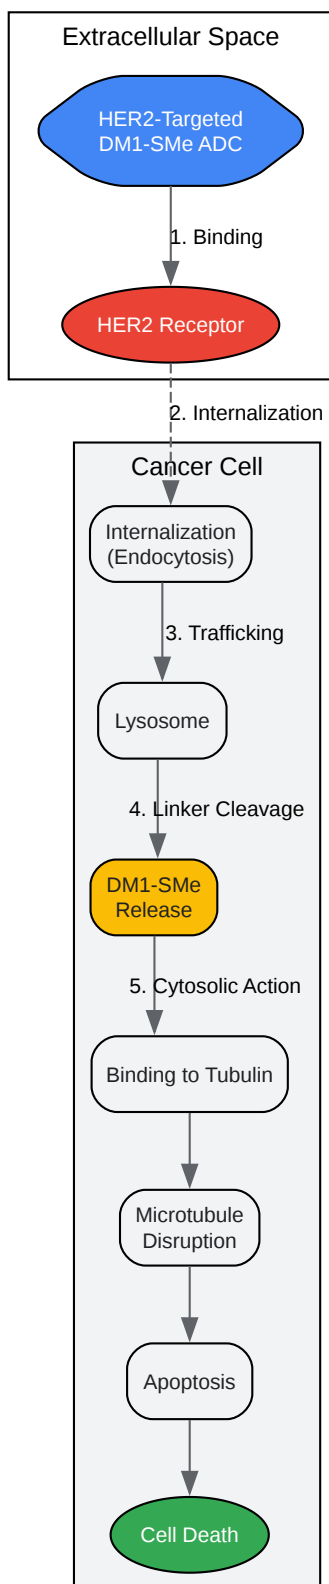 Extracellular Space
HER2-Targeted
DM1-SMe ADC
1. Binding
HER2 Receptor
2. Internalization
Cancer Cell
Internalization
(Endocytosis)
3. Trafficking
Lysosome
4. Linker Cleavage
DM1-SMe
Release
5. Cytosolic Action
Binding to Tubulin
Microtubule
Disruption
Apoptosis
Cell Death